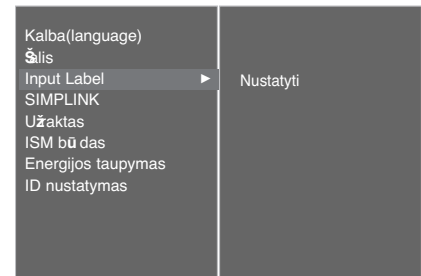 Kalba(language)
Šalis
Input Label ►
Nustatyti
SIMPLINK
Užraktas
ISM būdas
Energijos taupymas
ID nustatymas